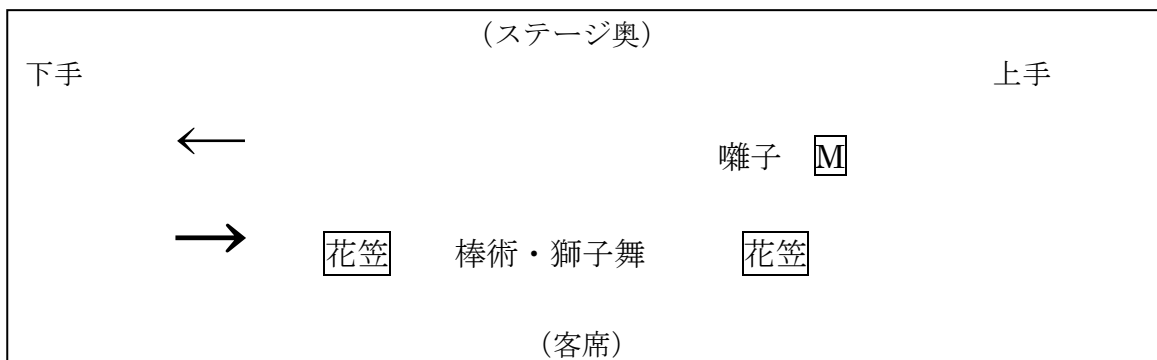 （ステージ奥）
下手 上手
← 囃子 M
→ 花笠 棒術・獅子舞 花笠
（客席）